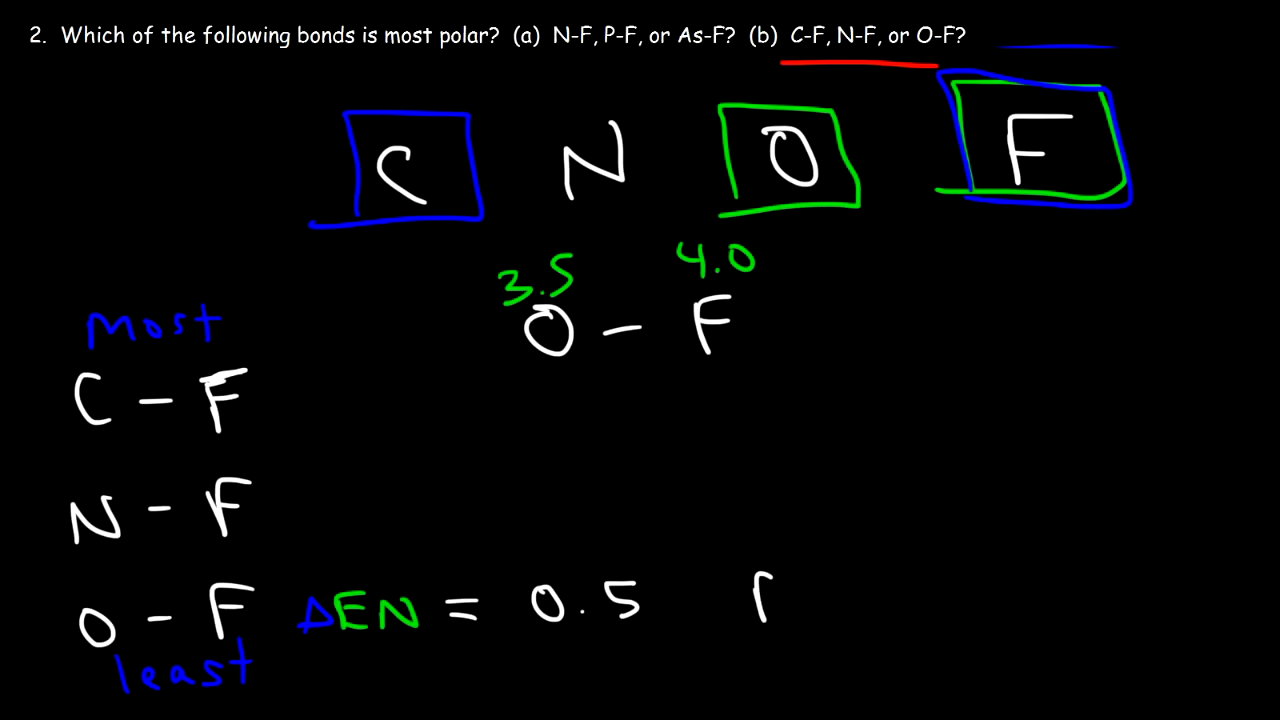 2. Which of the following bonds is most polar? (a) N-F, P-F, or As-F? (b) C-F, N-F, or O-F?
C N O F
3.5 4.0
O - F
Most
C - F
N - F
O - F ΔEN = 0.5
least